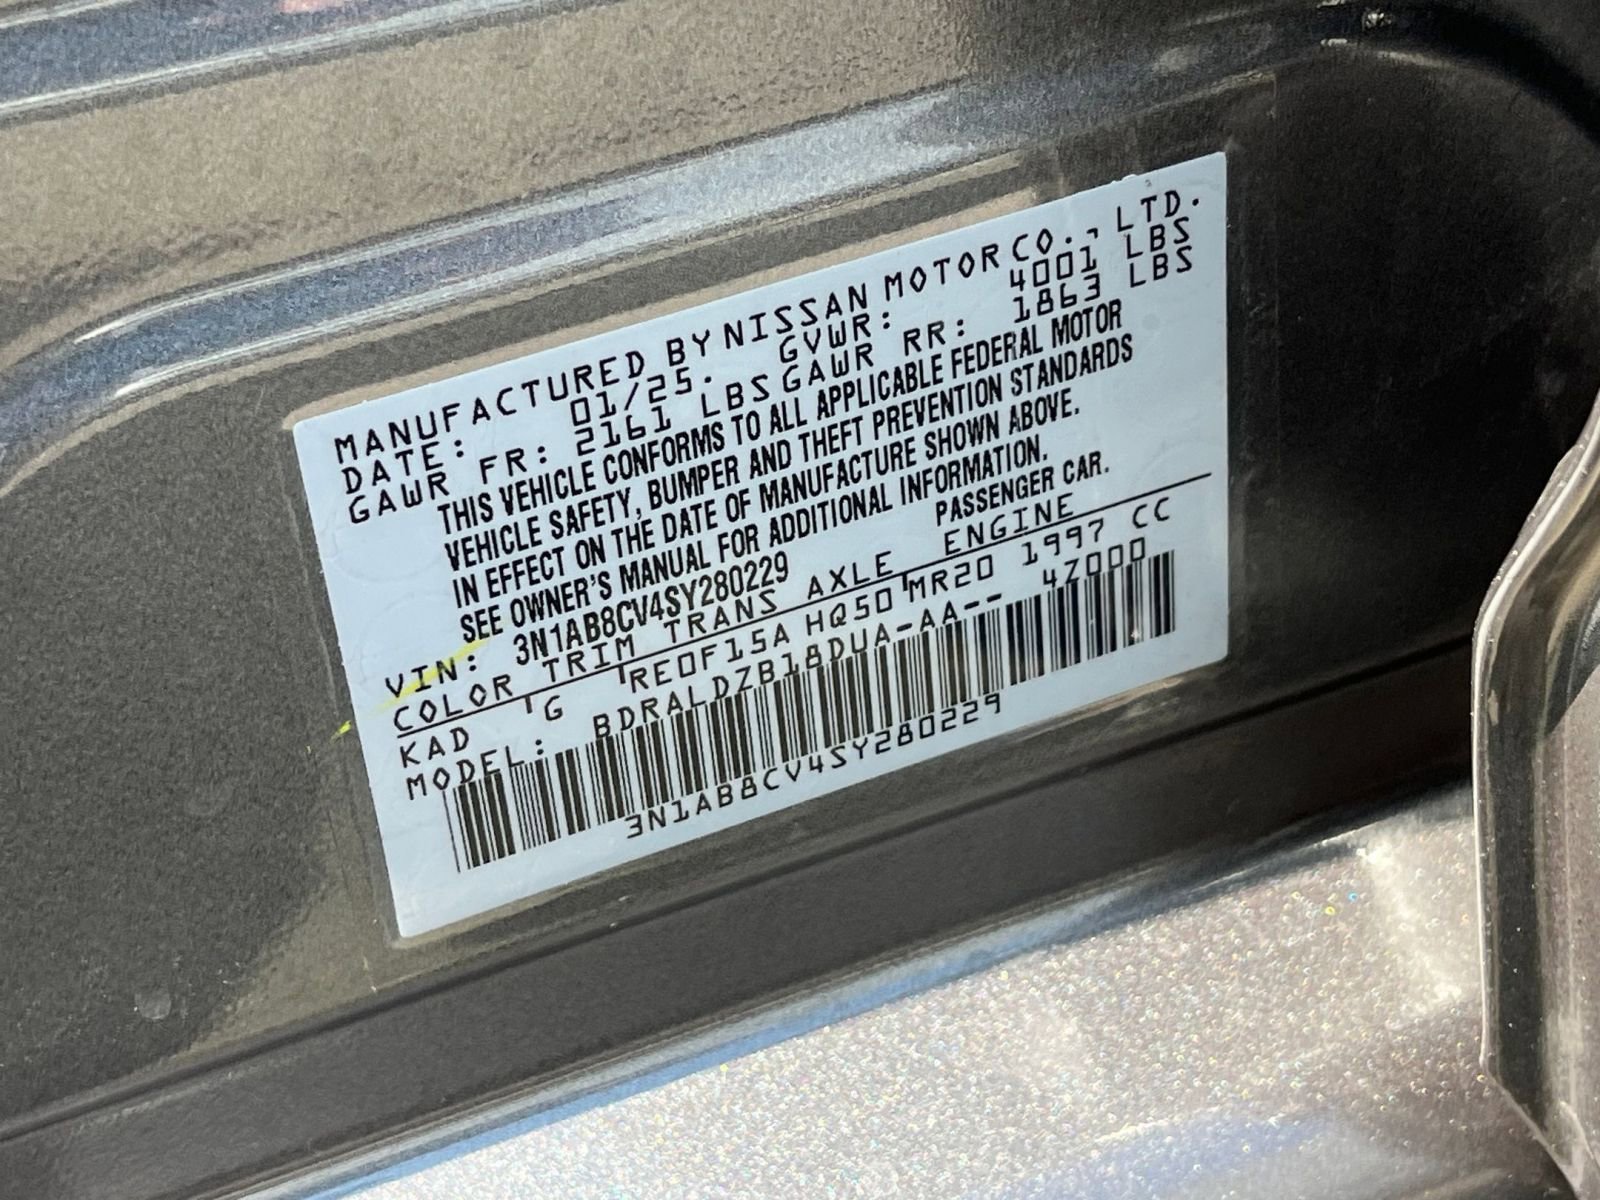 MANUFACTURED BY NISSAN MOTOR CO., LTD.
DATE: 01/25. GVWR: 4001 LBS
GAWR FR: 2161 LBS GAWR RR: 1863 LBS
THIS VEHICLE CONFORMS TO ALL APPLICABLE FEDERAL MOTOR
VEHICLE SAFETY, BUMPER AND THEFT PREVENTION STANDARDS
IN EFFECT ON THE DATE OF MANUFACTURE SHOWN ABOVE.
SEE OWNER'S MANUAL FOR ADDITIONAL INFORMATION.
VIN: 3N1AB8CV4SY280229 PASSENGER CAR.
COLOR TRIM TRANS AXLE ENGINE
KAD G RE0F15A HQ50 MR20 1997 CC
MODEL: BDRALDZB18DUA-AA-- 4Z000
3N1AB8CV4SY280229